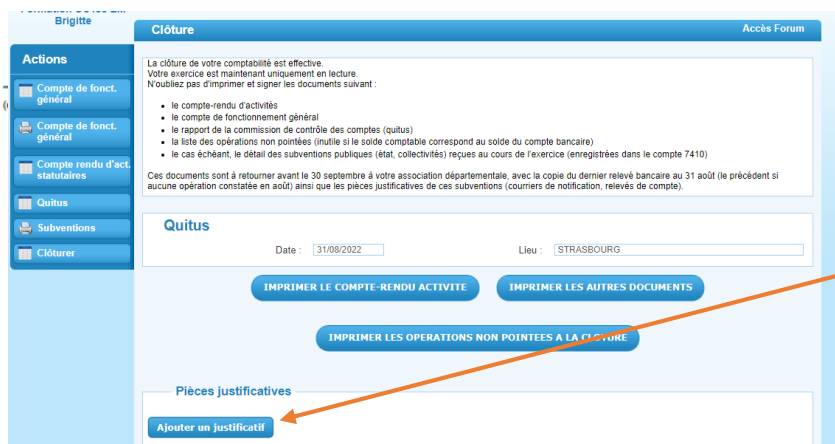 Brigitte
Clôture
Accès Forum
Actions
Compte de fonct.
général
Compte de fonct.
général
Compte rendu d'act.
statutaires
Quitus
Subventions
Clôturer
La clôture de votre comptabilité est effective.
Votre exercice est maintenant uniquement en lecture.
N'oubliez pas d'imprimer et signer les documents suivant :
• le compte-rendu d'activités
• le compte de fonctionnement général
• le rapport de la commission de contrôle des comptes (quitus)
• la liste des opérations non pointées (inutile si le solde comptable correspond au solde du compte bancaire)
• le cas échéant, le détail des subventions publiques (état, collectivités) reçues au cours de l'exercice (enregistrées dans le compte 7410)
Ces documents sont à retourner avant le 30 septembre à votre association départementale, avec la copie du dernier relevé bancaire au 31 août (le précédent si
aucune opération constatée en août) ainsi que les pièces justificatives de ces subventions (courriers de notification, relevés de compte).
Quitus
Date : 31/08/2022 Lieu : STRASBOURG
IMPRIMER LE COMPTE-RENDU ACTIVITE IMPRIMER LES AUTRES DOCUMENTS
IMPRIMER LES OPERATIONS NON POINTEES A LA CLOTURE
Pièces justificatives
Ajouter un justificatif